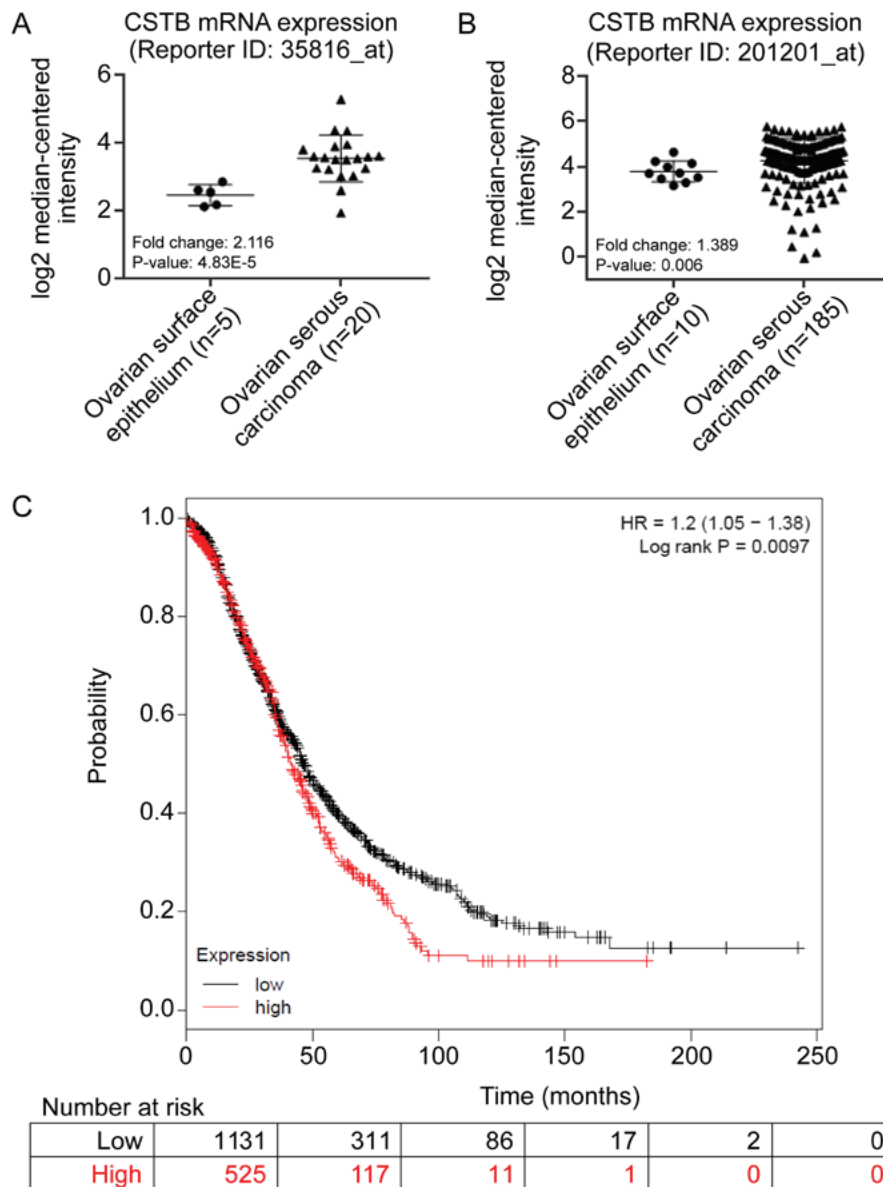 A
CSTB mRNA expression
(Reporter ID: 35816_at)
log2 median-centered
intensity
6
4
2
0
Fold change: 2.116
P-value: 4.83E-5
Ovarian surface
epithelium (n=5)
Ovarian serous
carcinoma (n=20)
B
CSTB mRNA expression
(Reporter ID: 201201_at)
log2 median-centered
intensity
8
6
4
2
0
Fold change: 1.389
P-value: 0.006
Ovarian surface
epithelium (n=10)
Ovarian serous
carcinoma (n=185)
C
HR = 1.2 (1.05 − 1.38)
Log rank P = 0.0097
Probability
1.0
0.8
0.6
0.4
0.2
0.0
Expression
low
high
0 50 100 150 200 250
Time (months)
Number at risk
Low 1131 311 86 17 2 0
High 525 117 11 1 0 0